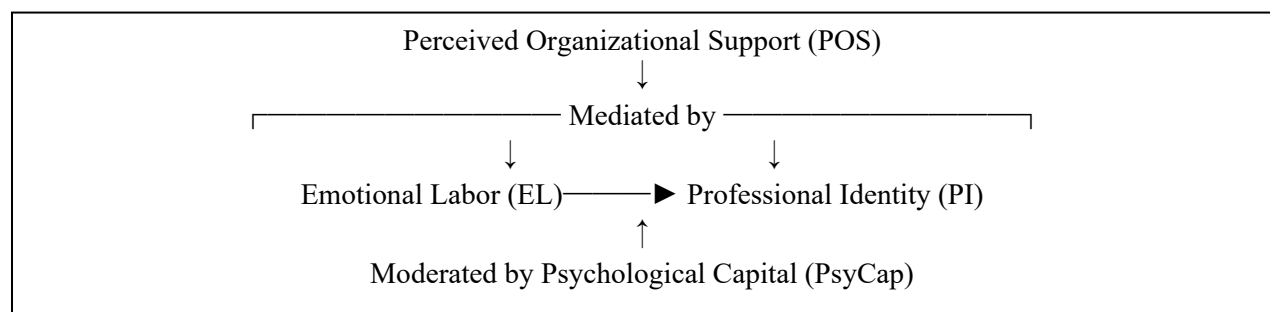 Perceived Organizational Support (POS)
Mediated by
Emotional Labor (EL) Professional Identity (PI)
Moderated by Psychological Capital (PsyCap)